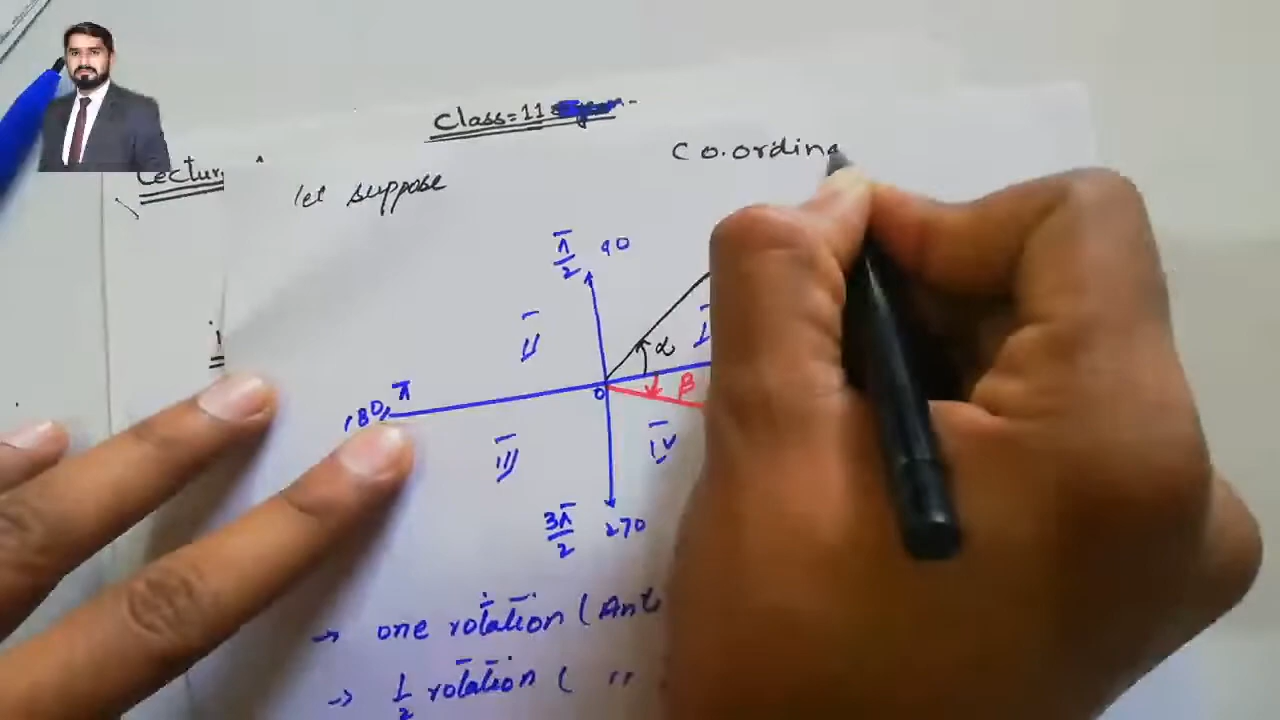 Class=11
Co.ordina
Lectur
let suppose
π/2 90
II
I
α
180, π
0
β
III
IV
3π/2 270
→ one rotation (Ant
→ 1/2 rotation ( " "